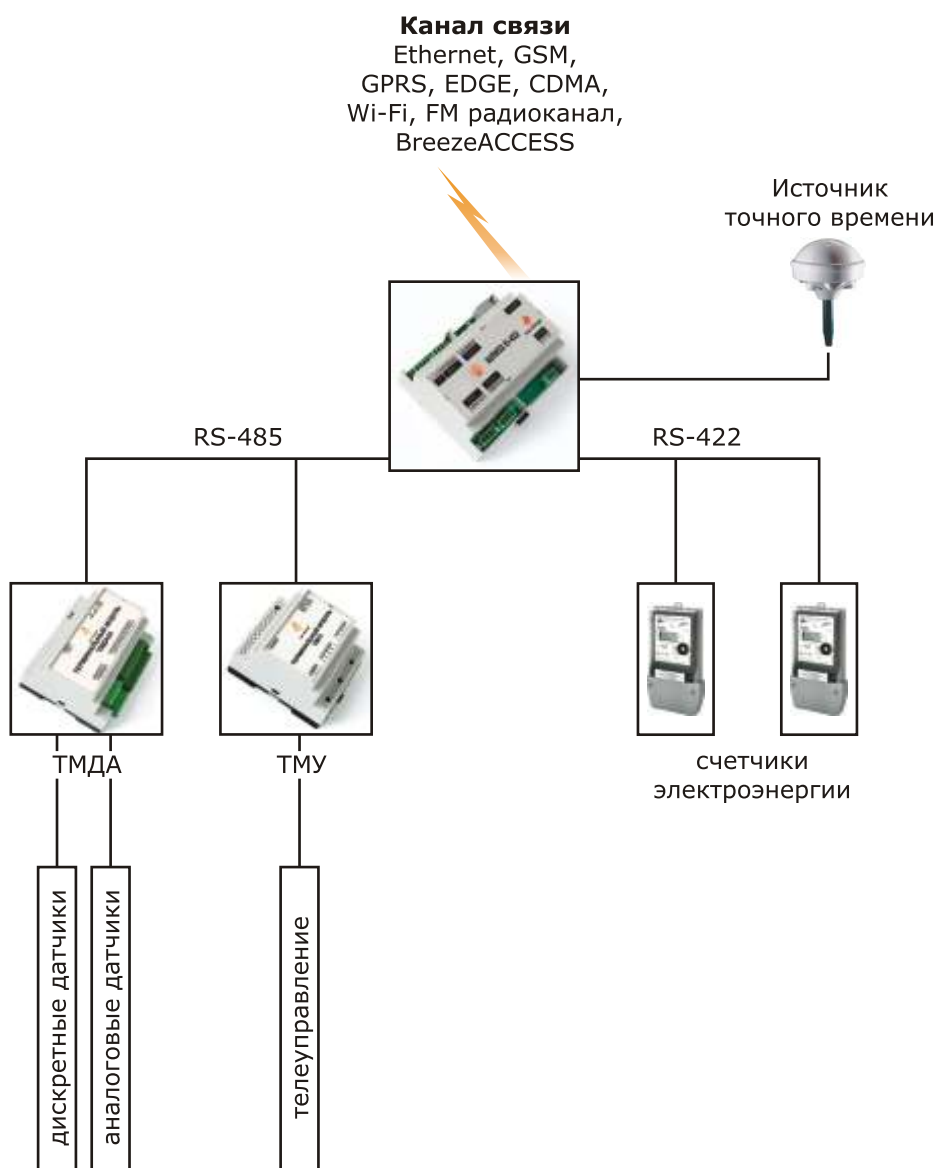 Канал связи
Ethernet, GSM,
GPRS, EDGE, CDMA,
Wi-Fi, FM радиоканал,
BreezeACCESS
Источник
точного времени
RS-485
RS-422
ТМДА
ТМУ
счетчики
электроэнергии
дискретные датчики
аналоговые датчики
телеуправление